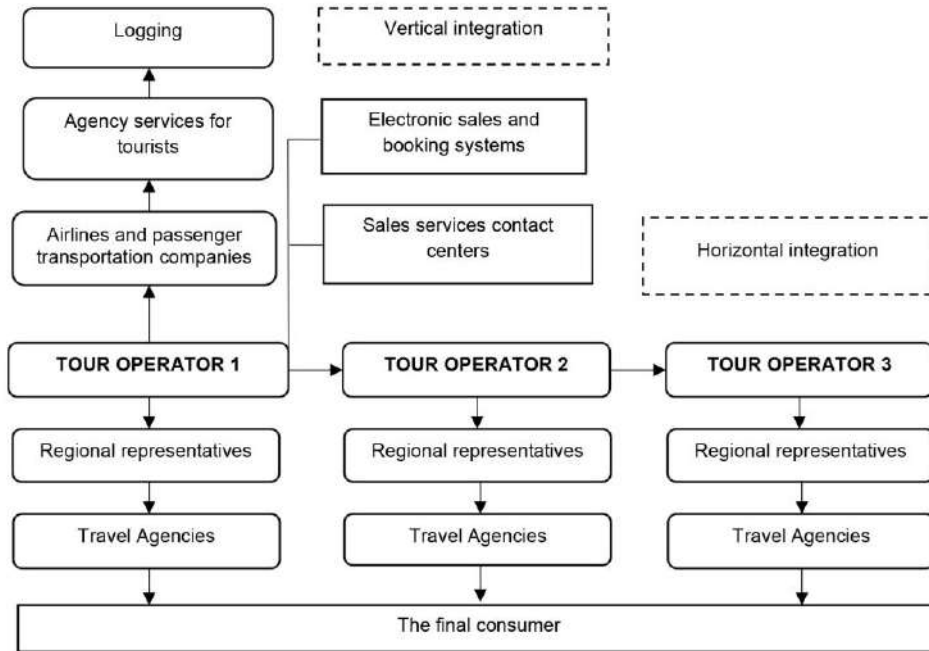 Logging
Vertical integration
Agency services for
tourists
Electronic sales and
booking systems
Airlines and passenger
transportation companies
Sales services contact
centers
Horizontal integration
TOUR OPERATOR 1
TOUR OPERATOR 2
TOUR OPERATOR 3
Regional representatives
Regional representatives
Regional representatives
Travel Agencies
Travel Agencies
Travel Agencies
The final consumer